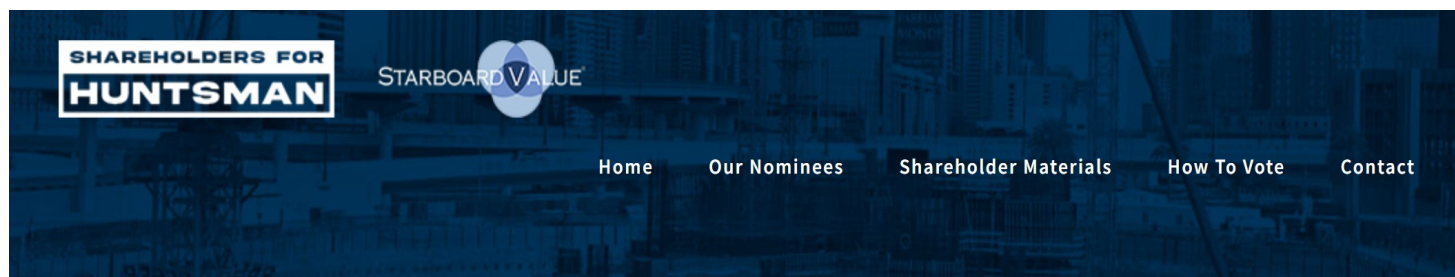 SHAREHOLDERS FOR
HUNTSMAN
STARBOARD VALUE®
Home Our Nominees Shareholder Materials How To Vote Contact